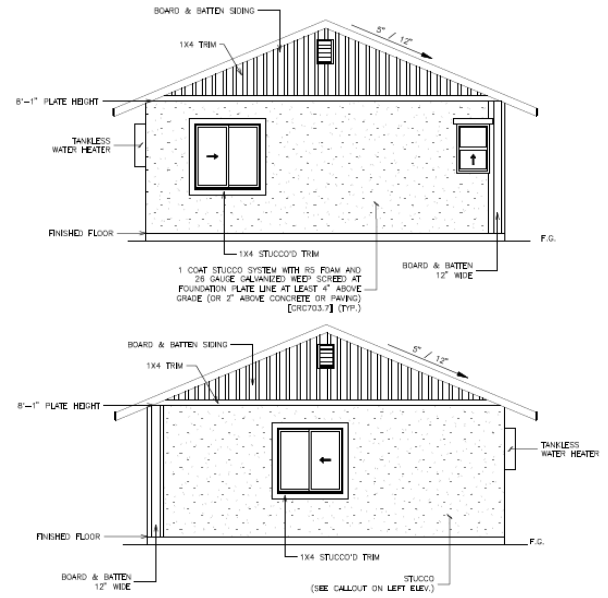 BOARD & BATTEN SIDING
5" / 12"
1X4 TRIM
8'-1" PLATE HEIGHT
TANKLESS
WATER HEATER
FINISHED FLOOR
F.G.
1X4 STUCCO'D TRIM
1 COAT STUCCO SYSTEM WITH R5 FOAM AND
26 GAUGE GALVANIZED WEEP SCREED AT
FOUNDATION PLATE LINE AT LEAST 4" ABOVE
GRADE (OR 2" ABOVE CONCRETE OR PAVING)
[CRC703.7] (TYP.)
BOARD & BATTEN
12" WIDE
BOARD & BATTEN SIDING
5" / 12"
1X4 TRIM
8'-1" PLATE HEIGHT
TANKLESS
WATER HEATER
FINISHED FLOOR
F.G.
1X4 STUCCO'D TRIM
BOARD & BATTEN
12" WIDE
STUCCO
(SEE CALLOUT ON LEFT ELEV.)